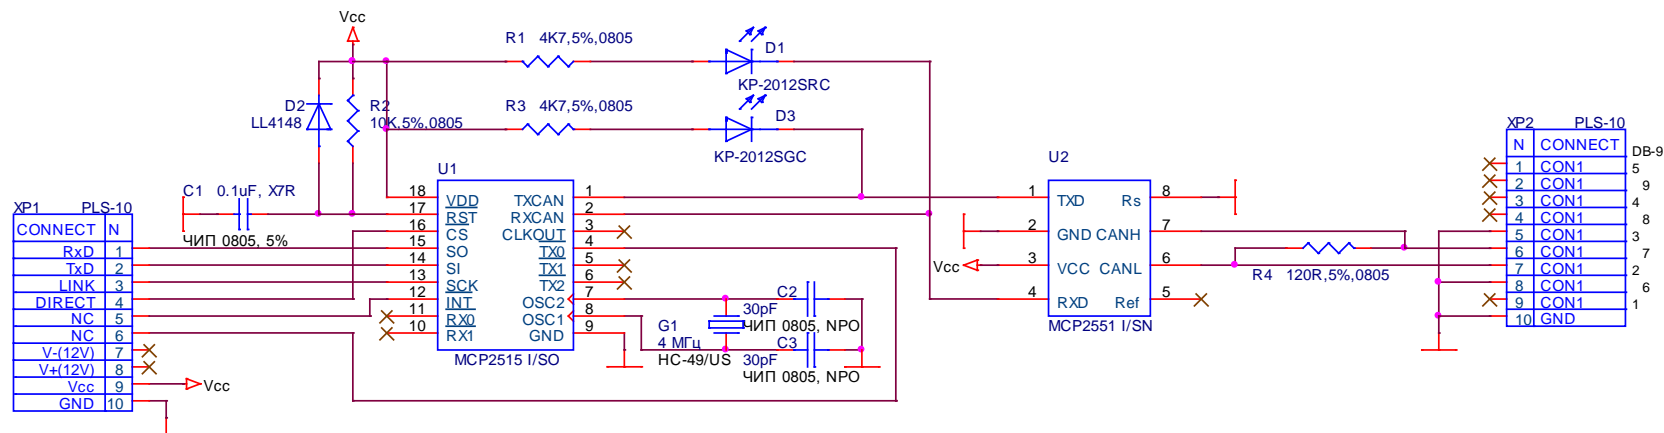 Vcc
R1 4K7,5%,0805
D1
KP-2012SRC
D2
LL4148
R2
10K,5%,0805
R3 4K7,5%,0805
D3
KP-2012SGC
C1 0.1uF, X7R
ЧИП 0805, 5%
XP1 PLS-10
CONNECT N
RxD 1
TxD 2
LINK 3
DIRECT 4
NC 5
NC 6
V-(12V) 7
V+(12V) 8
Vcc 9
GND 10
Vcc
U1
18 VDD TXCAN 1
17 RST RXCAN 2
16 CS CLKOUT 3
15 SO TX0 4
14 SI TX1 5
13 SCK TX2 6
12 INT OSC2 7
11 RX0 OSC1 8
10 RX1 GND 9
MCP2515 I/SO
G1
4 МГц
HC-49/US
C2
30pF
ЧИП 0805, NPO
C3
30pF
ЧИП 0805, NPO
U2
1 TXD Rs 8
2 GND CANH 7
Vcc 3 VCC CANL 6
4 RXD Ref 5
MCP2551 I/SN
R4 120R,5%,0805
XP2 PLS-10
N CONNECT DB-9
1 CON1 5
2 CON1 9
3 CON1 4
4 CON1 8
5 CON1 3
6 CON1 7
7 CON1 2
8 CON1 6
9 CON1 1
10 GND